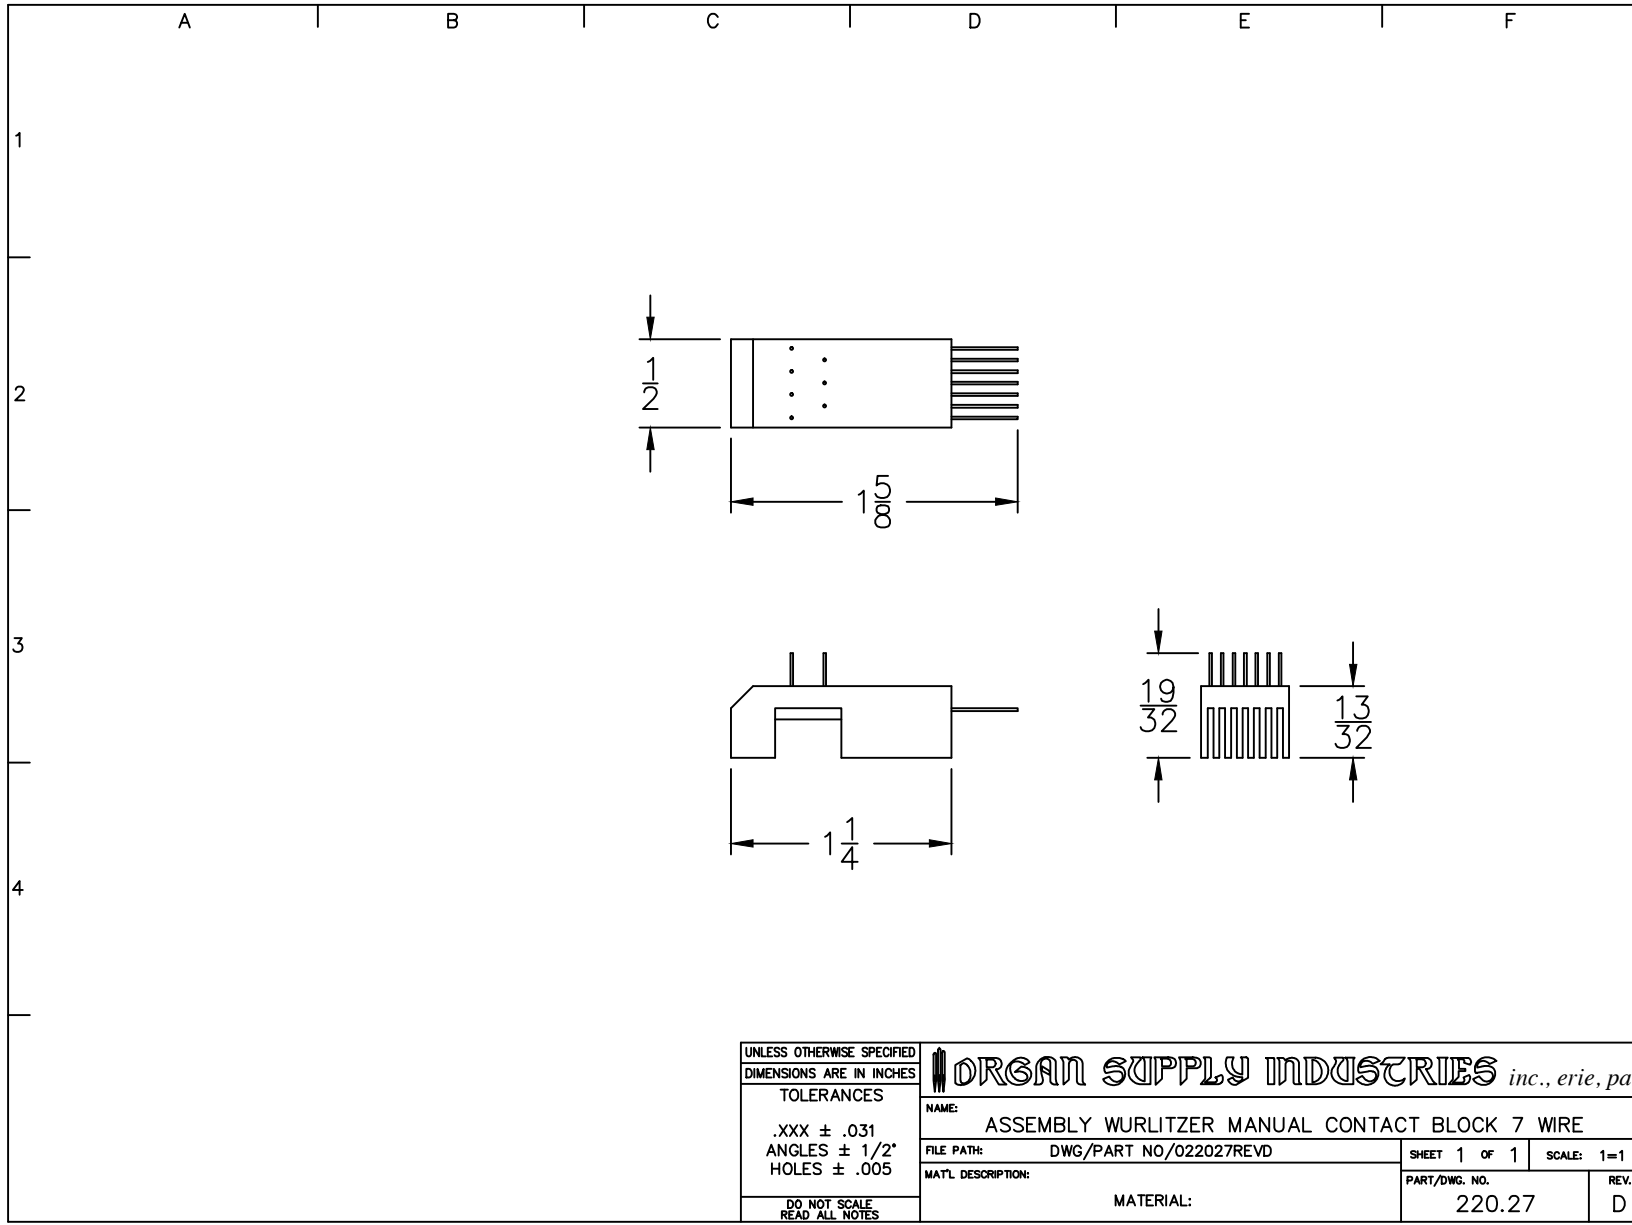 A B C D E F
1
2
3
4
1/2
1 5/8
19/32
13/32
1 1/4
UNLESS OTHERWISE SPECIFIED
DIMENSIONS ARE IN INCHES
TOLERANCES
.XXX ± .031
ANGLES ± 1/2°
HOLES ± .005
DO NOT SCALE
READ ALL NOTES
ORGAN SUPPLY INDUSTRIES inc., erie, pa
NAME:
ASSEMBLY WURLITZER MANUAL CONTACT BLOCK 7 WIRE
FILE PATH: DWG/PART NO/022027REVD
SHEET 1 OF 1
SCALE: 1=1
MAT'L DESCRIPTION:
MATERIAL:
PART/DWG. NO.
220.27
REV.
D